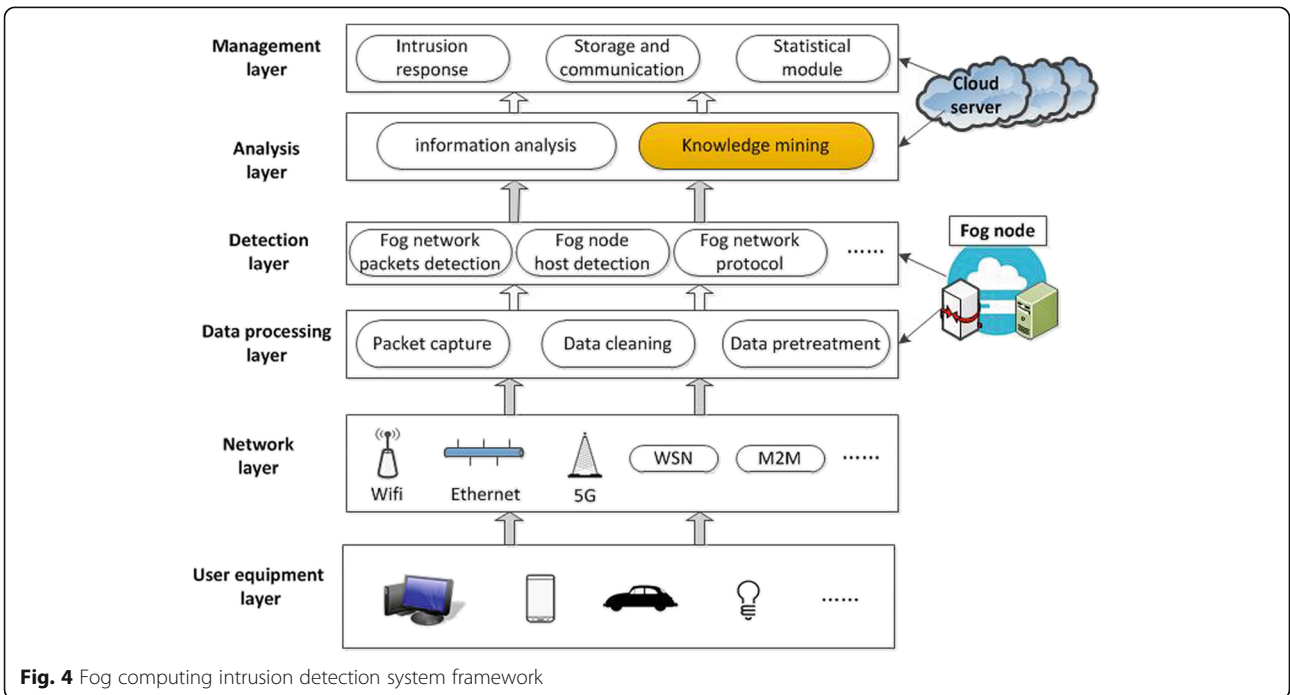 Management
layer
Intrusion
response
Storage and
communication
Statistical
module
Cloud
server
Analysis
layer
information analysis
Knowledge mining
Detection
layer
Fog network
packets detection
Fog node
host detection
Fog network
protocol
......
Fog node
Data processing
layer
Packet capture
Data cleaning
Data pretreatment
Network
layer
Wifi
Ethernet
5G
WSN
M2M
......
User equipment
layer
......
Fig. 4 Fog computing intrusion detection system framework